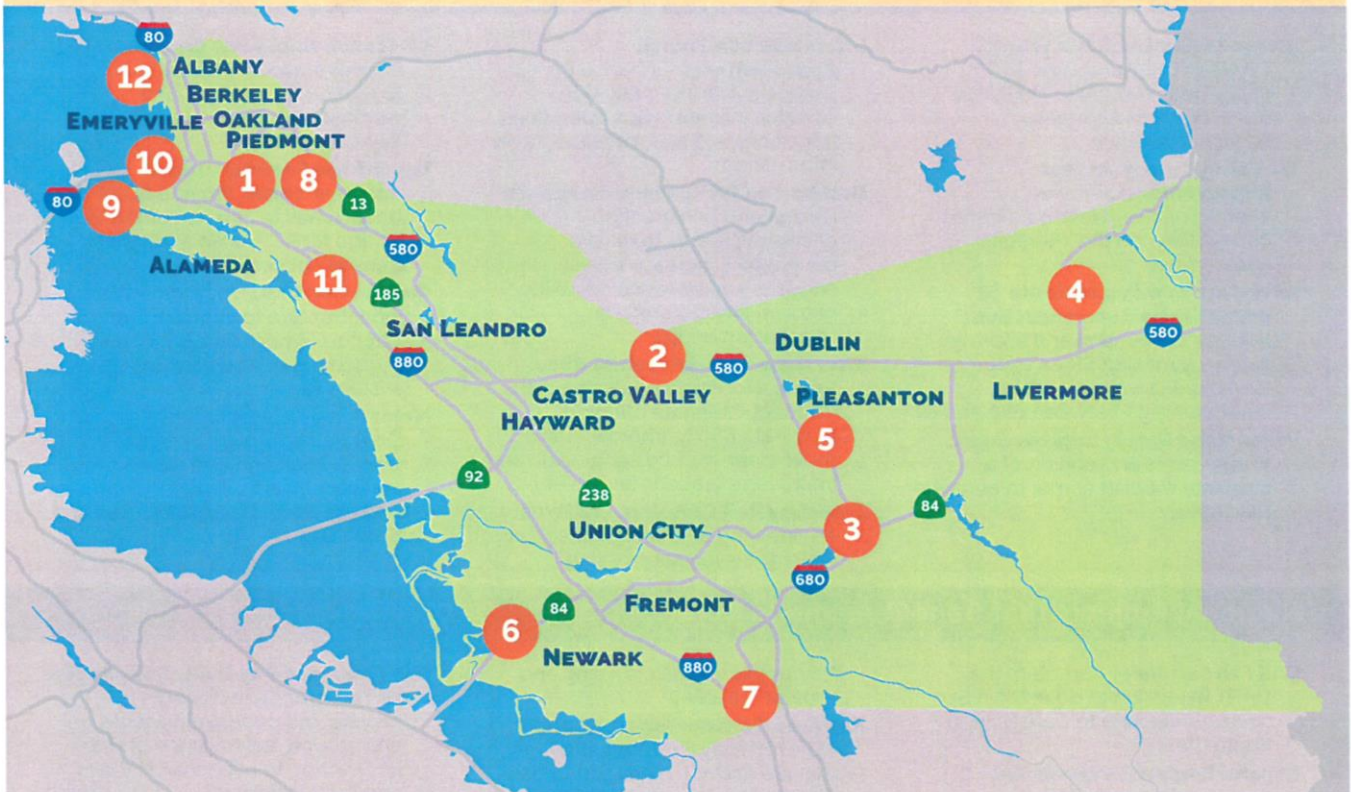 80
12
ALBANY
BERKELEY
EMERYVILLE OAKLAND
PIEDMONT
10
1
8
80
9
13
580
ALAMEDA
11
185
4
SAN LEANDRO
880
2
580
DUBLIN
580
CASTRO VALLEY
PLEASANTON
LIVERMORE
HAYWARD
5
92
238
84
UNION CITY
3
680
84
FREMONT
6
NEWARK
880
7